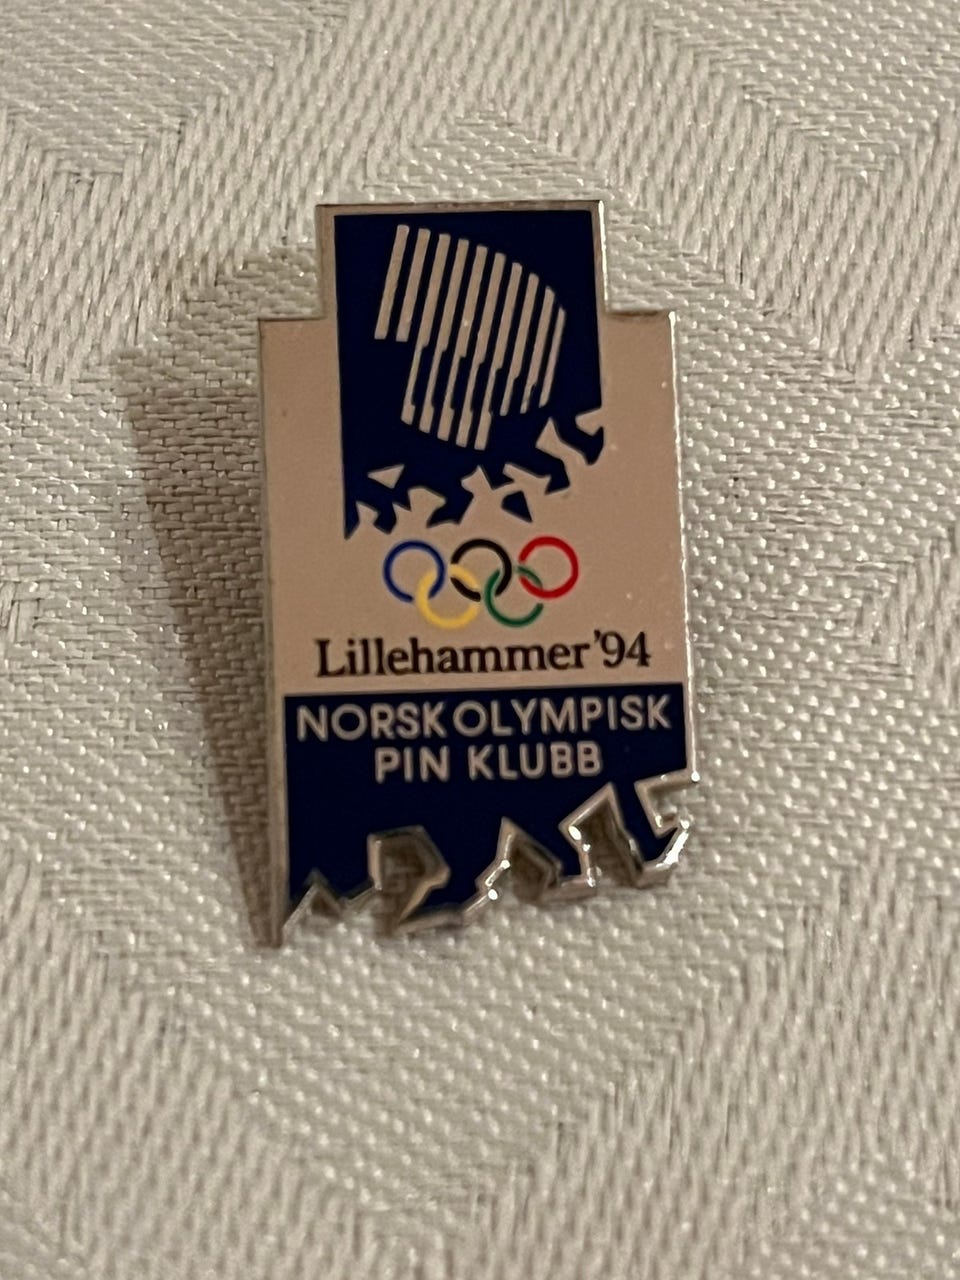 Lillehammer '94
NORSK OLYMPISK
PIN KLUBB